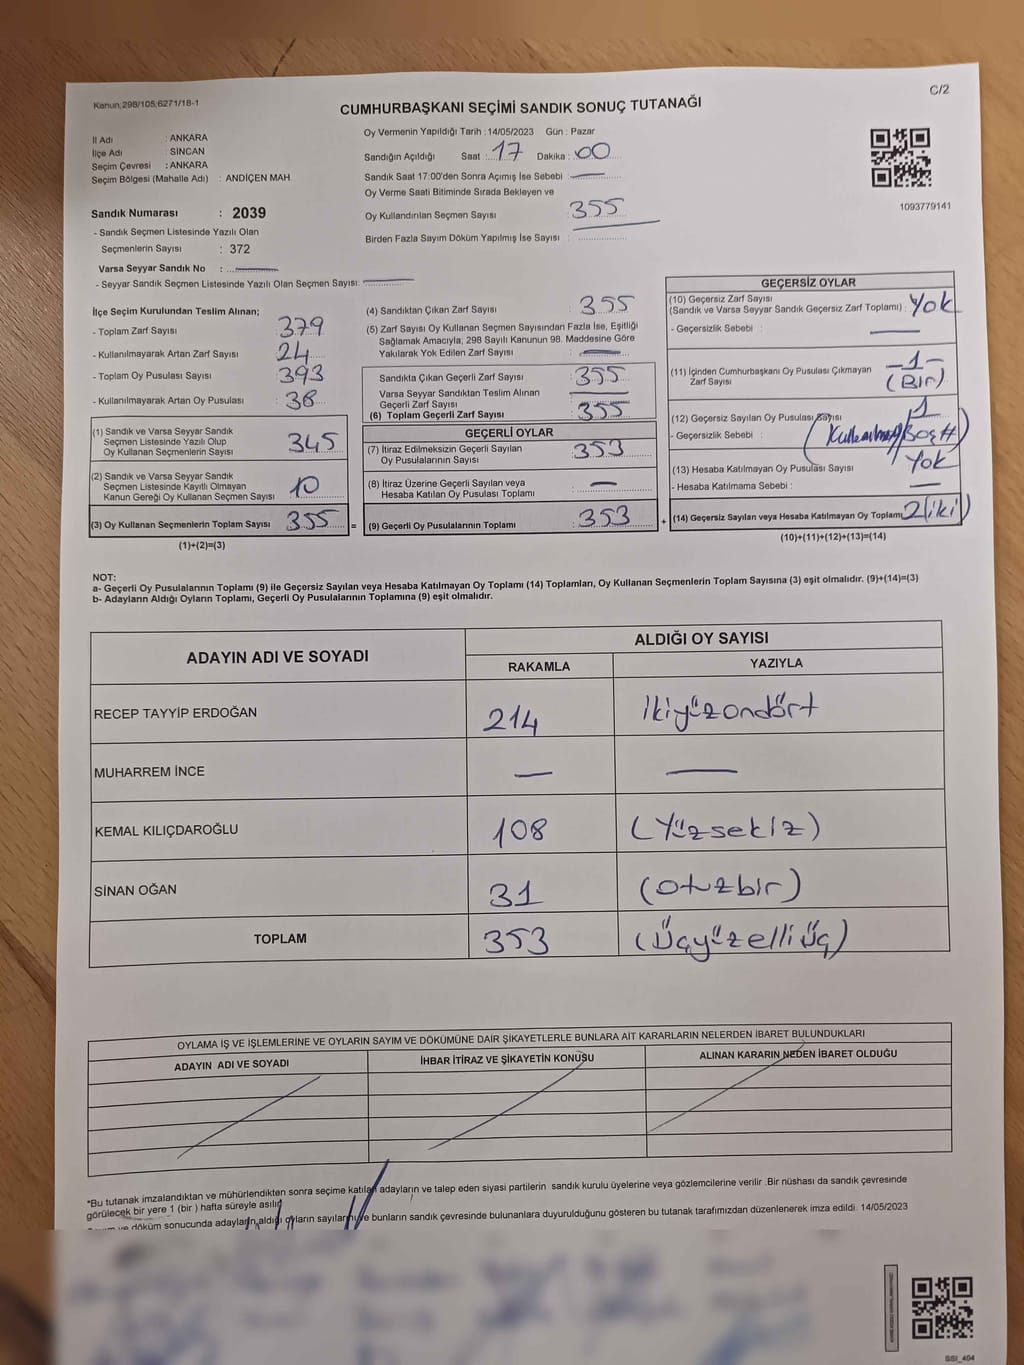 Kanun;298/105;6271/18-1
C/2
CUMHURBAŞKANI SEÇİMİ SANDIK SONUÇ TUTANAĞI
İl Adı : ANKARA
İlçe Adı : SİNCAN
Seçim Çevresi : ANKARA
Seçim Bölgesi (Mahalle Adı) : ANDİÇEN MAH.
Sandık Numarası : 2039
- Sandık Seçmen Listesinde Yazılı Olan
Seçmenlerin Sayısı : 372
Varsa Seyyar Sandık No :
- Seyyar Sandık Seçmen Listesinde Yazılı Olan Seçmen Sayısı:
Oy Vermenin Yapıldığı Tarih : 14/05/2023 Gün : Pazar
Sandığın Açıldığı Saat : 17 Dakika : 00
Sandık Saat 17:00'den Sonra Açımış İse Sebebi :
Oy Verme Saati Bitiminde Sırada Bekleyen ve
Oy Kullandırılan Seçmen Sayısı : 355
Birden Fazla Sayım Döküm Yapılmış İse Sayısı :
1093779141
İlçe Seçim Kurulundan Teslim Alınan;
- Toplam Zarf Sayısı : 379
- Kullanılmayarak Artan Zarf Sayısı : 24
- Toplam Oy Pusulası Sayısı : 393
- Kullanılmayarak Artan Oy Pusulası : 38
(1) Sandık ve Varsa Seyyar Sandık
Seçmen Listesinde Yazılı Olup
Oy Kullanan Seçmenlerin Sayısı : 345
(2) Sandık ve Varsa Seyyar Sandık
Seçmen Listesinde Kayıtlı Olmayan
Kanun Gereği Oy Kullanan Seçmen Sayısı : 10
(3) Oy Kullanan Seçmenlerin Toplam Sayısı : 355 =
(1)+(2)=(3)
(4) Sandıktan Çıkan Zarf Sayısı : 355
(5) Zarf Sayısı Oy Kullanan Seçmen Sayısından Fazla İse, Eşitliği
Sağlamak Amacıyla, 298 Sayılı Kanunun 98. Maddesine Göre
Yakılarak Yok Edilen Zarf Sayısı :
Sandıkta Çıkan Geçerli Zarf Sayısı : 355
Varsa Seyyar Sandıktan Teslim Alınan
Geçerli Zarf Sayısı :
(6) Toplam Geçerli Zarf Sayısı : 355
GEÇERLİ OYLAR
(7) İtiraz Edilmeksizin Geçerli Sayılan
Oy Pusulalarının Sayısı : 353
(8) İtiraz Üzerine Geçerli Sayılan veya
Hesaba Katılan Oy Pusulası Toplamı :
(9) Geçerli Oy Pusulalarının Toplamı : 353 +
GEÇERSİZ OYLAR
(10) Geçersiz Zarf Sayısı
(Sandık ve Varsa Seyyar Sandık Geçersiz Zarf Toplamı) : Yok
- Geçersizlik Sebebi :
(11) İçinden Cumhurbaşkanı Oy Pusulası Çıkmayan
Zarf Sayısı -1- (Bir)
(12) Geçersiz Sayılan Oy Pusulası Sayısı 1
- Geçersizlik Sebebi :
(13) Hesaba Katılmayan Oy Pusulası Sayısı Yok
- Hesaba Katılmama Sebebi :
(14) Geçersiz Sayılan veya Hesaba Katılmayan Oy Toplamı 2 (iki)
(10)+(11)+(12)+(13)=(14)
NOT:
a- Geçerli Oy Pusulalarının Toplamı (9) ile Geçersiz Sayılan veya Hesaba Katılmayan Oy Toplamı (14) Toplamları, Oy Kullanan Seçmenlerin Toplam Sayısına (3) eşit olmalıdır. (9)+(14)=(3)
b- Adayların Aldığı Oyların Toplamı, Geçerli Oy Pusulalarının Toplamına (9) eşit olmalıdır.
ADAYIN ADI VE SOYADI
ALDIĞI OY SAYISI
RAKAMLA YAZIYLA
RECEP TAYYİP ERDOĞAN 214 ikiyüzondört
MUHARREM İNCE
KEMAL KILIÇDAROĞLU 108 (Yüzsekiz)
SİNAN OĞAN 31 (otuzbir)
TOPLAM 353 (Üçyüzelliüç)
OYLAMA İŞ VE İŞLEMLERİNE VE OYLARIN SAYIM VE DÖKÜMÜNE DAİR ŞİKAYETLERLE BUNLARA AİT KARARLARIN NELERDEN İBARET BULUNDUKLARI
ADAYIN ADI VE SOYADI İHBAR İTİRAZ VE ŞİKAYETİN KONUSU ALINAN KARARIN NEDEN İBARET OLDUĞU
*Bu tutanak imzalandıktan ve mühürlendikten sonra seçime katılan adayların ve talep eden siyasi partilerin sandık kurulu üyelerine veya gözlemcilerine verilir .Bir nüshası da sandık çevresinde
görülecek bir yere 1 (bir ) hafta süreyle asılır.
ve döküm sonucunda adayların aldığı oyların sayılarını ve bunların sandık çevresinde bulunanlara duyurulduğunu gösteren bu tutanak tarafımızdan düzenlenerek imza edildi. 14/05/2023
SSI_404